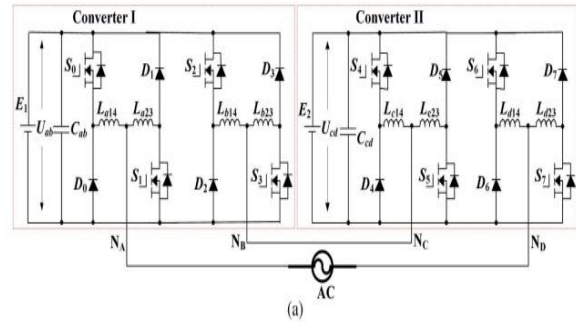 Converter I
Converter II
S0 D1 S2 D3 S4 D5 S6 D7
La14 La23 Lb14 Lb23 Lc14 Lc23 Ld14 Ld23
E1 Uab Cab E2 Ucd Ccd
D0 S1 D2 S3 D4 S5 D6 S7
NA NB NC ND
AC
(a)